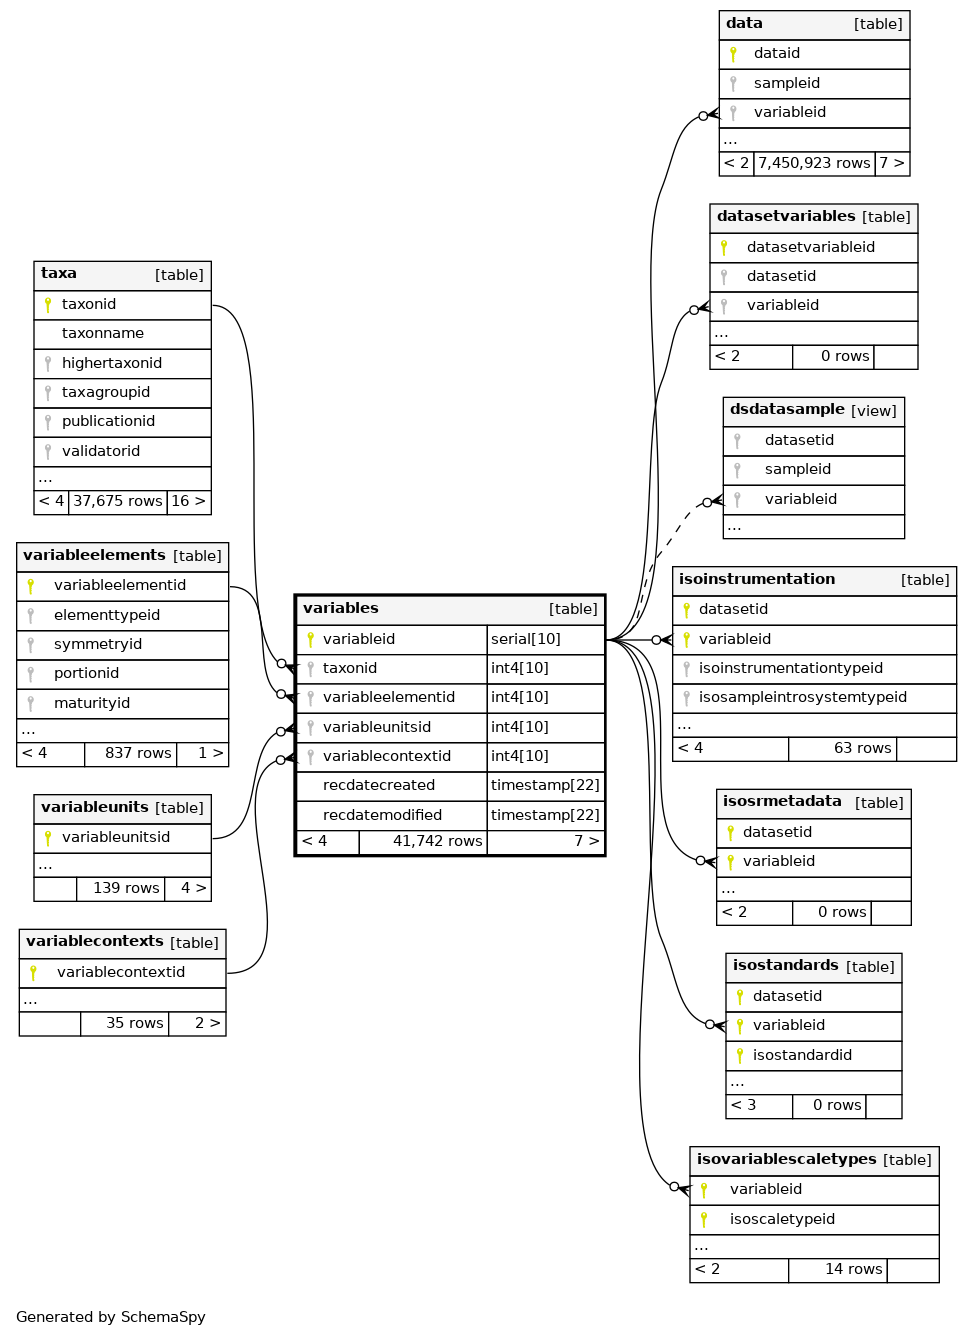 data [table]
dataid
sampleid
variableid
...
< 2 7,450,923 rows 7 >
datasetvariables [table]
datasetvariableid
datasetid
variableid
...
< 2 0 rows
dsdatasample [view]
datasetid
sampleid
variableid
...
isoinstrumentation [table]
datasetid
variableid
isoinstrumentationtypeid
isosampleintrosystemtypeid
...
< 4 63 rows
isosrmetadata [table]
datasetid
variableid
...
< 2 0 rows
isostandards [table]
datasetid
variableid
isostandardid
...
< 3 0 rows
isovariablescaletypes [table]
variableid
isoscaletypeid
...
< 2 14 rows
taxa [table]
taxonid
taxonname
highertaxonid
taxagroupid
publicationid
validatorid
...
< 4 37,675 rows 16 >
variableelements [table]
variableelementid
elementtypeid
symmetryid
portionid
maturityid
...
< 4 837 rows 1 >
variableunits [table]
variableunitsid
...
139 rows 4 >
variablecontexts [table]
variablecontextid
...
35 rows 2 >
variables [table]
variableid serial[10]
taxonid int4[10]
variableelementid int4[10]
variableunitsid int4[10]
variablecontextid int4[10]
recdatecreated timestamp[22]
recdatemodified timestamp[22]
< 4 41,742 rows 7 >
Generated by SchemaSpy